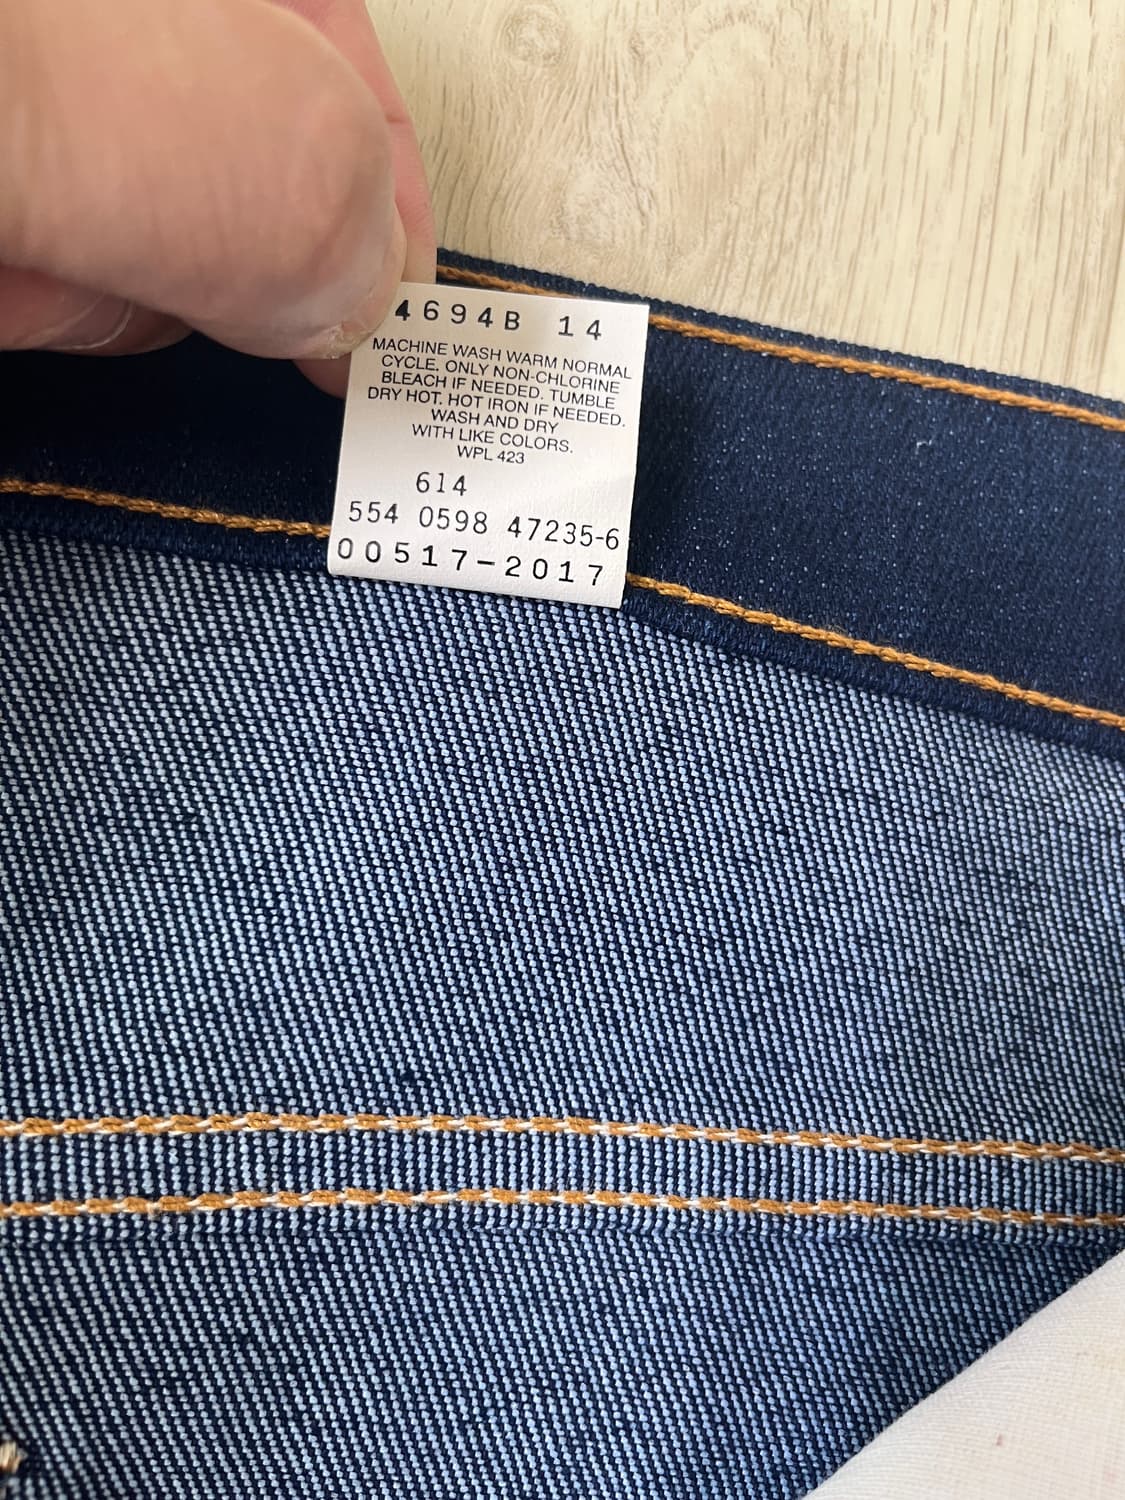 4694B 14
MACHINE WASH WARM NORMAL
CYCLE. ONLY NON-CHLORINE
BLEACH IF NEEDED. TUMBLE
DRY HOT. HOT IRON IF NEEDED.
WASH AND DRY
WITH LIKE COLORS.
WPL 423
614
554 0598 47235-6
00517-2017